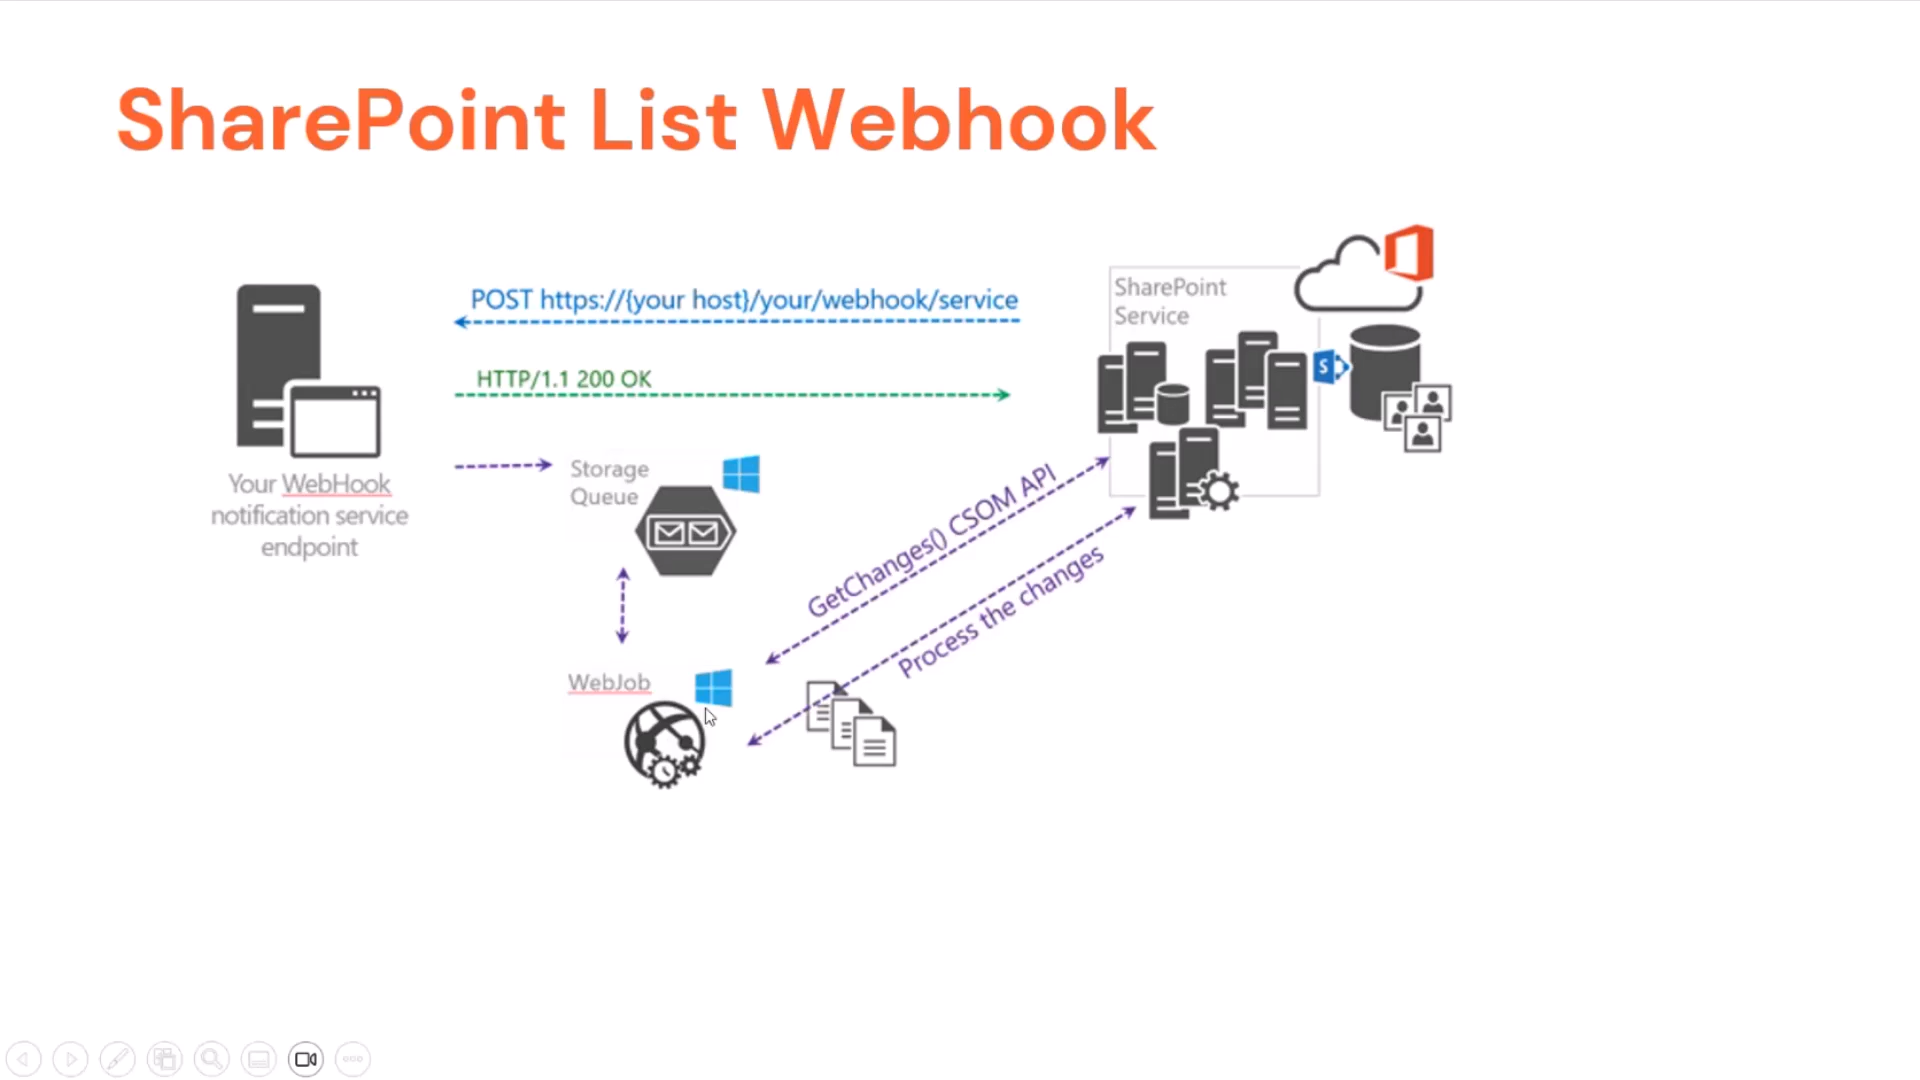 SharePoint List Webhook
POST https://{your host}/your/webhook/service
HTTP/1.1 200 OK
SharePoint
Service
S
Your WebHook
notification service
endpoint
Storage
Queue
GetChanges() CSOM API
Process the changes
WebJob